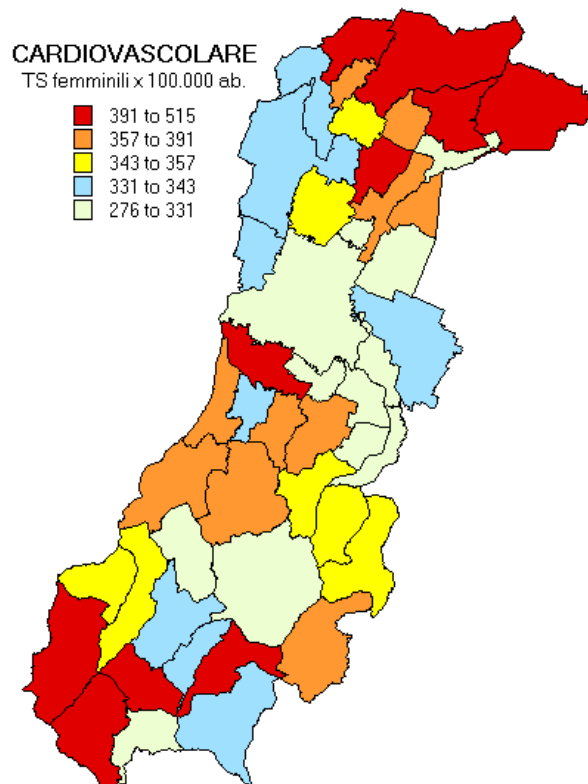 CARDIOVASCOLARE
TS femminili x 100.000 ab.
391 to 515
357 to 391
343 to 357
331 to 343
276 to 331